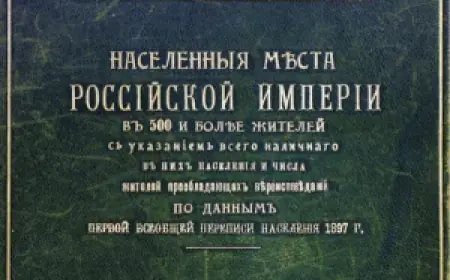 НАСЕЛЕННЫЯ МѢСТА
РОССІЙСКОЙ ИМПЕРІИ
ВЪ 500 И БОЛѢЕ ЖИТЕЛЕЙ
съ указаніемъ всего наличнаго
ВЪ НИХЪ НАСЕЛЕНІЯ И ЧИСЛА
жителей преобладающихъ вѣроисповѣданій
ПО ДАННЫМЪ
ПЕРВОЙ ВСЕОБЩЕЙ ПЕРЕПИСИ НАСЕЛЕНІЯ 1897 Г.